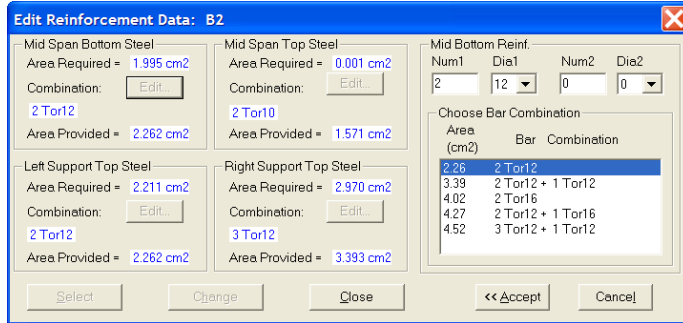 Edit Reinforcement Data: B2
Mid Span Bottom Steel
Area Required = 1.995 cm2
Combination: Edit...
2 Tor12
Area Provided = 2.262 cm2
Mid Span Top Steel
Area Required = 0.001 cm2
Combination: Edit...
2 Tor10
Area Provided = 1.571 cm2
Left Support Top Steel
Area Required = 2.211 cm2
Combination: Edit...
2 Tor12
Area Provided = 2.262 cm2
Right Support Top Steel
Area Required = 2.970 cm2
Combination: Edit...
3 Tor12
Area Provided = 3.393 cm2
Mid Bottom Reinf.
Num1 Dia1 Num2 Dia2
2 12 0 0
Choose Bar Combination
Area (cm2) Bar Combination
2.26 2 Tor12
3.39 2 Tor12 + 1 Tor12
4.02 2 Tor16
4.27 2 Tor12 + 1 Tor16
4.52 3 Tor12 + 1 Tor12
Select Change Close << Accept Cancel